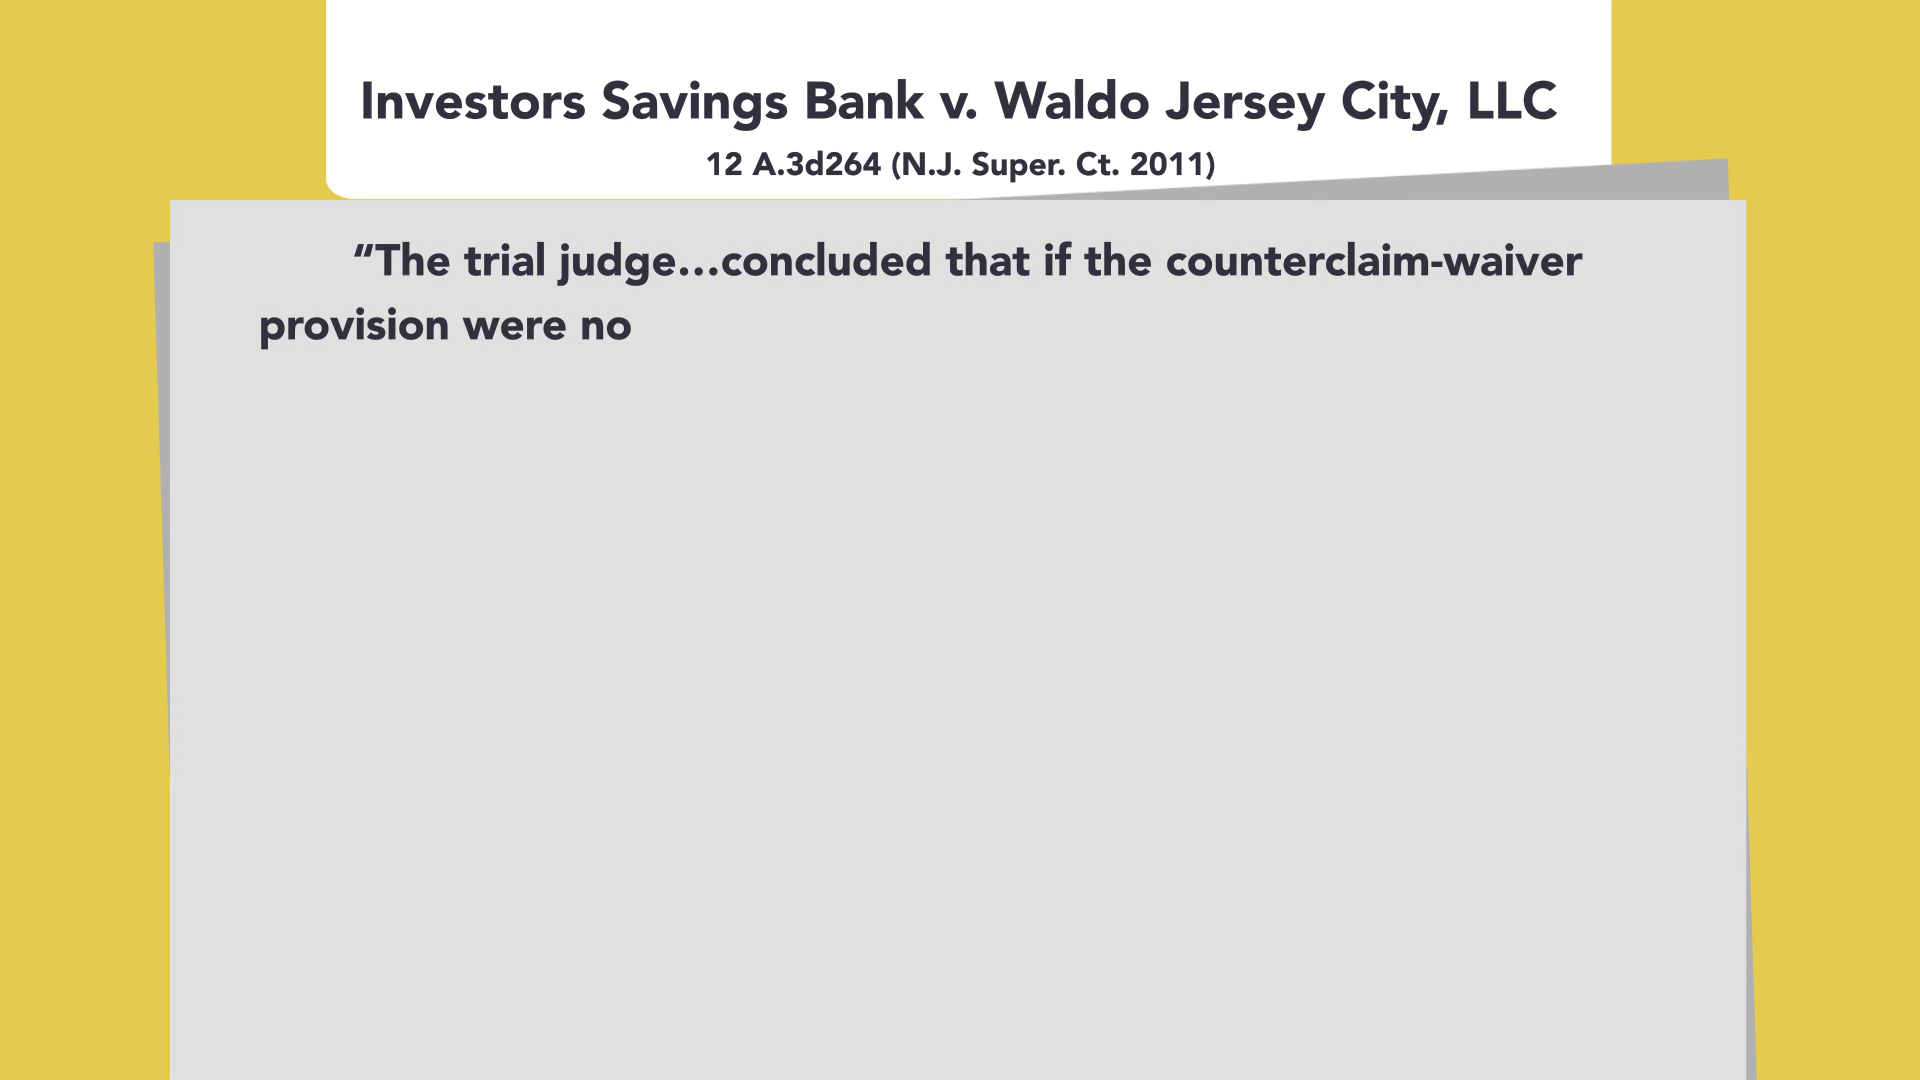 Investors Savings Bank v. Waldo Jersey City, LLC
12 A.3d264 (N.J. Super. Ct. 2011)
“The trial judge…concluded that if the counterclaim-waiver
provision were no